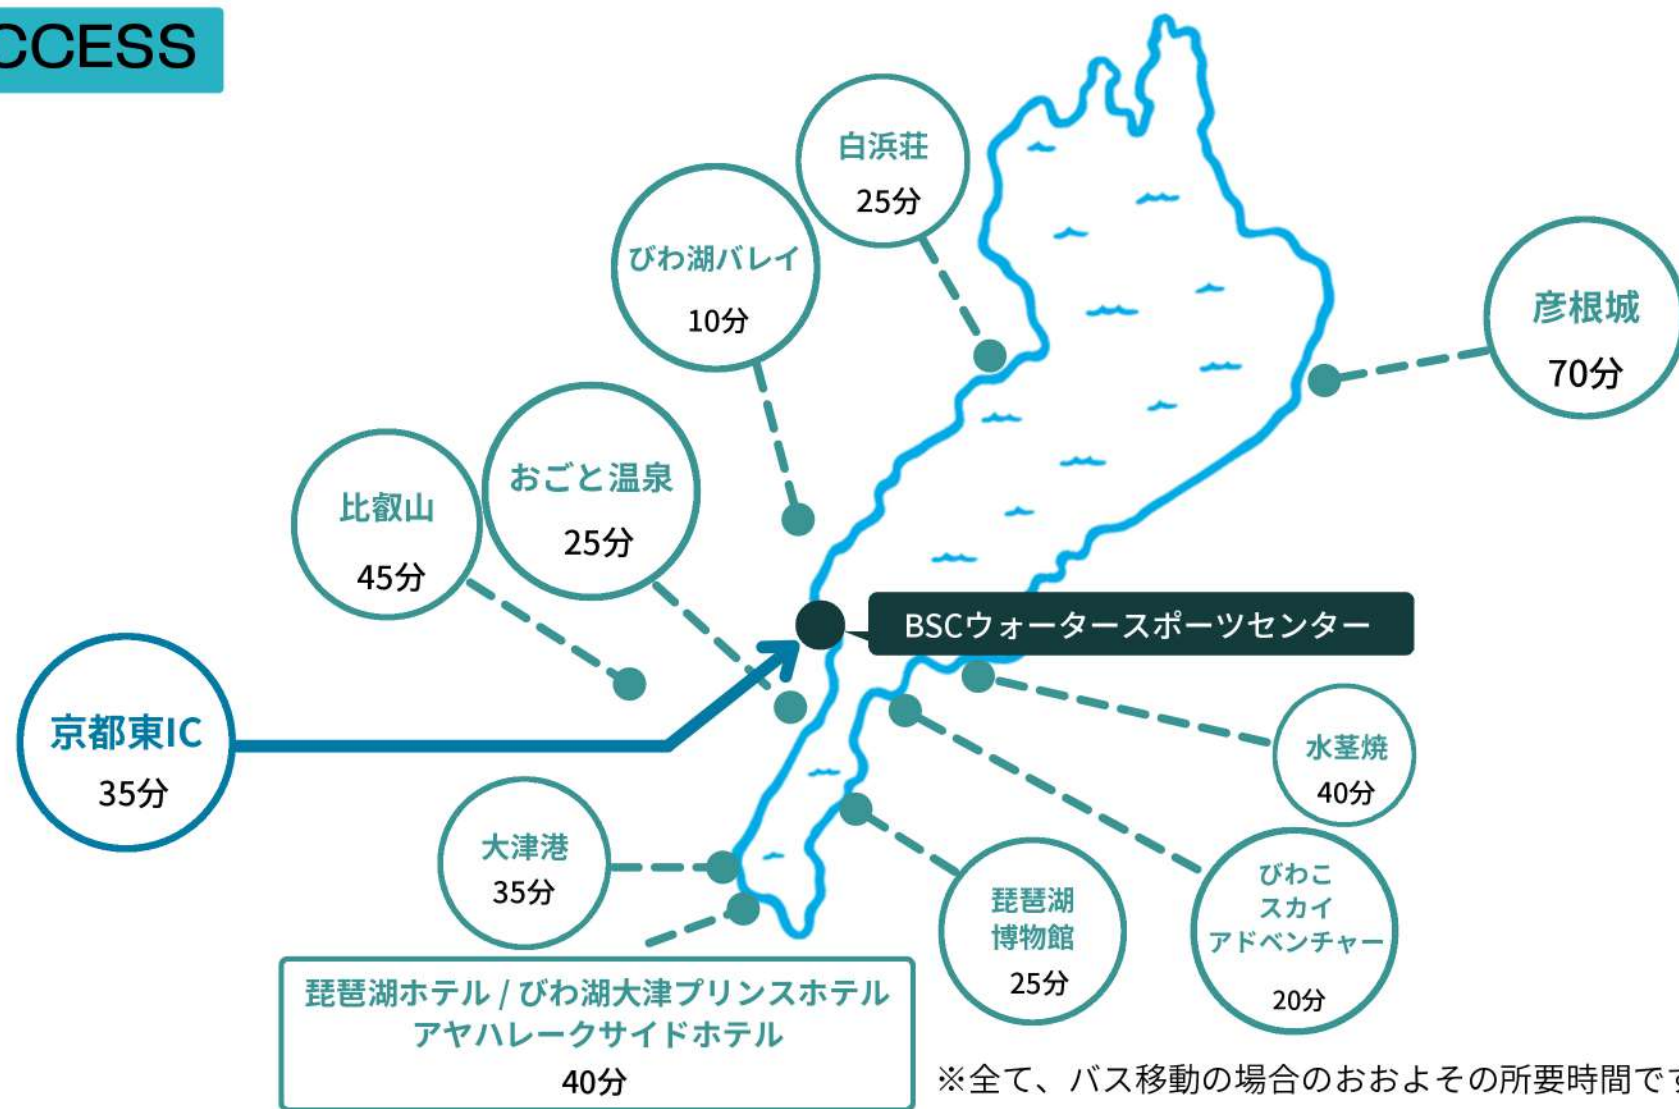 CCESS
白浜荘
25分
びわ湖バレイ
10分
彦根城
70分
おごと温泉
25分
比叡山
45分
BSCウォータースポーツセンター
京都東IC
35分
水茎焼
40分
大津港
35分
びわこ
スカイ
アドベンチャー
20分
琵琶湖
博物館
25分
琵琶湖ホテル / びわ湖大津プリンスホテル
アヤハレークサイドホテル
40分
※全て、バス移動の場合のおおよその所要時間です